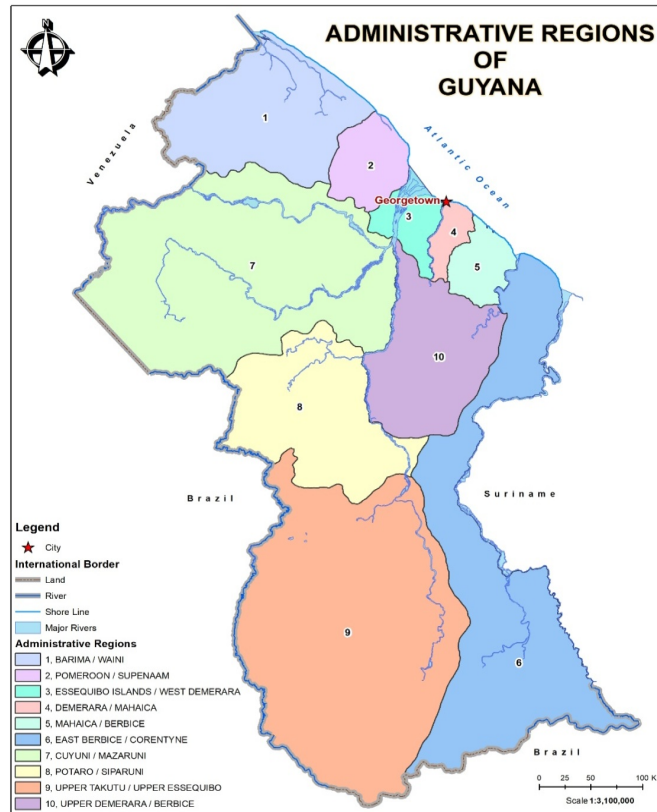 ADMINISTRATIVE REGIONS
OF
GUYANA
Venezuela
Atlantic Ocean
Georgetown
1
2
3
4
5
7
10
8
Brazil
Suriname
9
6
Brazil
Legend
City
International Border
Land
River
Shore Line
Major Rivers
Administrative Regions
1, BARIMA / WAINI
2, POMEROON / SUPENAAM
3, ESSEQUIBO ISLANDS / WEST DEMERARA
4, DEMERARA / MAHAICA
5, MAHAICA / BERBICE
6, EAST BERBICE / CORENTYNE
7, CUYUNI / MAZARUNI
8, POTARO / SIPARUNI
9, UPPER TAKUTU / UPPER ESSEQUIBO
10, UPPER DEMERARA / BERBICE
0 25 50 100 K
Scale 1:3,100,000